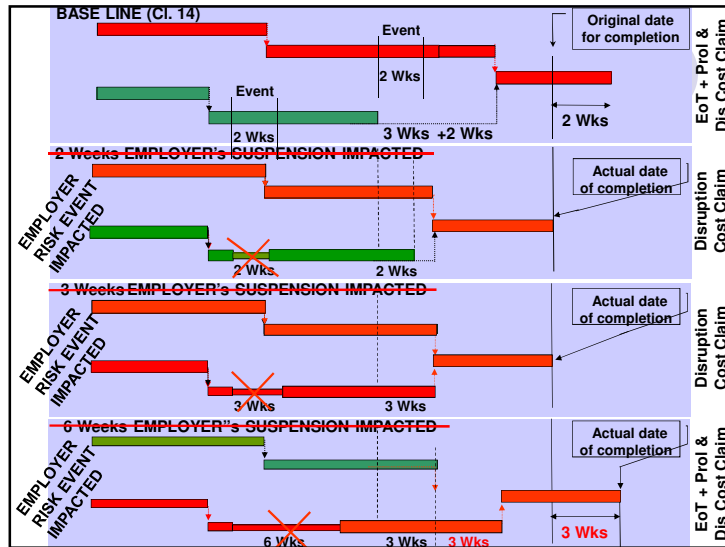 BASE LINE (Cl. 14)
Original date
for completion
Event
2 Wks
Event
2 Wks
3 Wks +2 Wks
2 Wks
EoT + Prol &
Dis Cost Claim
2 Weeks EMPLOYER's SUSPENSION IMPACTED
EMPLOYER
RISK EVENT
IMPACTED
Actual date
of completion
2 Wks
2 Wks
Disruption
Cost Claim
3 Weeks EMPLOYER's SUSPENSION IMPACTED
EMPLOYER
RISK EVENT
IMPACTED
Actual date
of completion
3 Wks
3 Wks
Disruption
Cost Claim
6 Weeks EMPLOYER"s SUSPENSION IMPACTED
EMPLOYER
RISK EVENT
IMPACTED
Actual date
of completion
6 Wks
3 Wks
3 Wks
3 Wks
EoT + Prol &
Dis Cost Claim